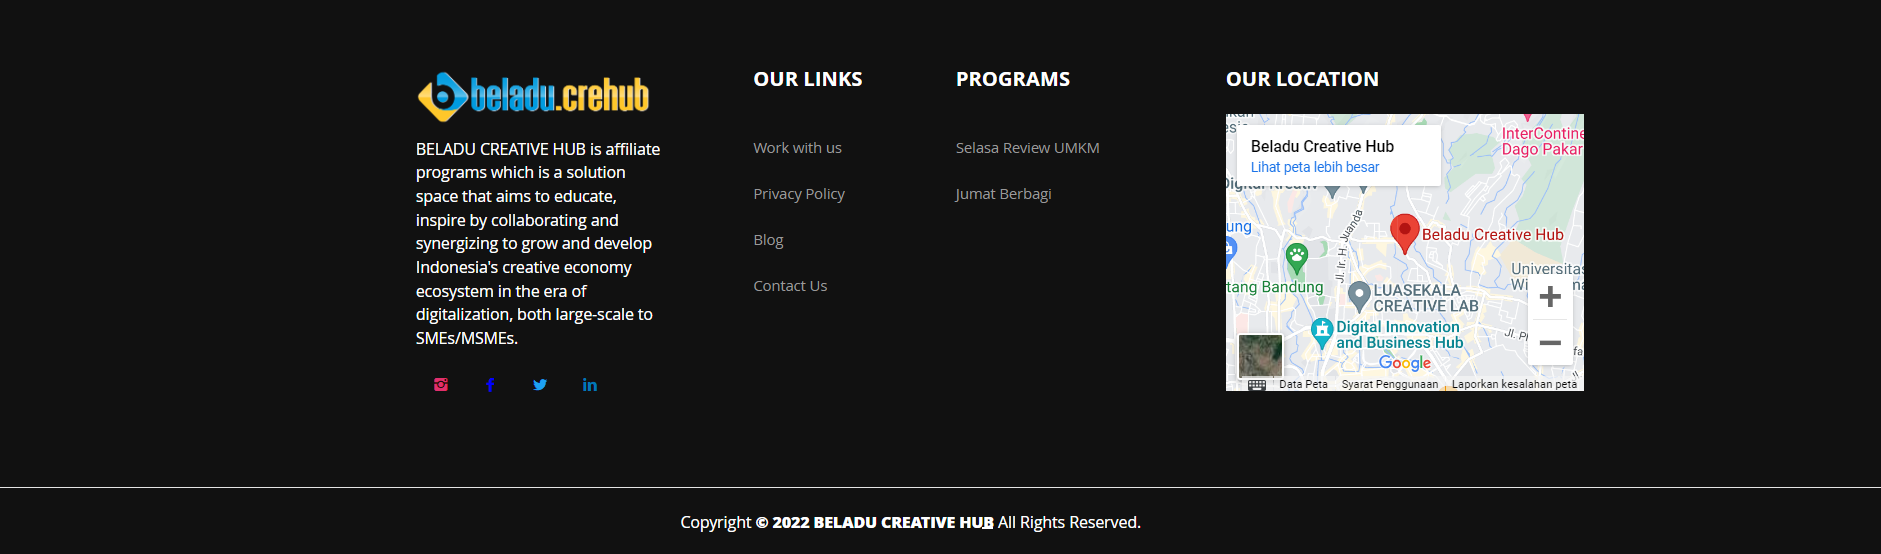 beladu.crehub
BELADU CREATIVE HUB is affiliate
programs which is a solution
space that aims to educate,
inspire by collaborating and
synergizing to grow and develop
Indonesia's creative economy
ecosystem in the era of
digitalization, both large-scale to
SMEs/MSMEs.
OUR LINKS
Work with us
Privacy Policy
Blog
Contact Us
PROGRAMS
Selasa Review UMKM
Jumat Berbagi
OUR LOCATION
Beladu Creative Hub
Lihat peta lebih besar
InterContine
Dago Pakar
Digital Kreativ
Jl. Ir. H. Juanda
Beladu Creative Hub
ung
tang Bandung
Universitas
LUASEKALA
CREATIVE LAB
Digital Innovation
and Business Hub
Google
Data Peta
Syarat Penggunaan
Laporkan kesalahan peta
Copyright © 2022 BELADU CREATIVE HUB All Rights Reserved.